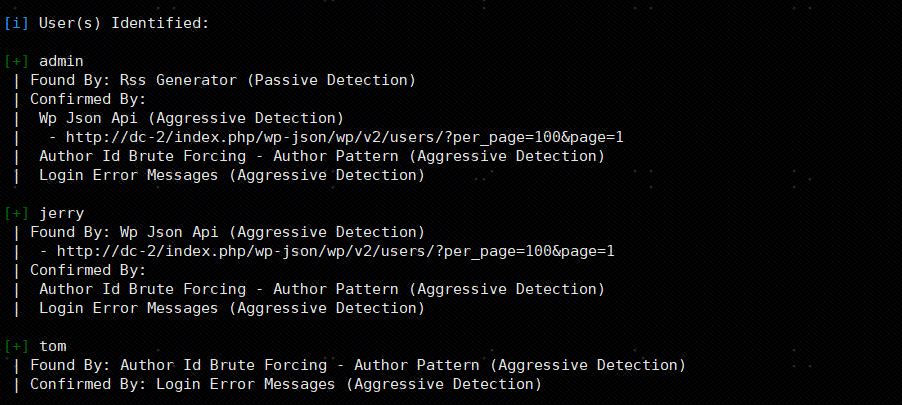 [i] User(s) Identified:
[+] admin
| Found By: Rss Generator (Passive Detection)
| Confirmed By:
|  Wp Json Api (Aggressive Detection)
|   - http://dc-2/index.php/wp-json/wp/v2/users/?per_page=100&page=1
|  Author Id Brute Forcing - Author Pattern (Aggressive Detection)
|  Login Error Messages (Aggressive Detection)
[+] jerry
| Found By: Wp Json Api (Aggressive Detection)
|  - http://dc-2/index.php/wp-json/wp/v2/users/?per_page=100&page=1
| Confirmed By:
|  Author Id Brute Forcing - Author Pattern (Aggressive Detection)
|  Login Error Messages (Aggressive Detection)
[+] tom
| Found By: Author Id Brute Forcing - Author Pattern (Aggressive Detection)
| Confirmed By: Login Error Messages (Aggressive Detection)